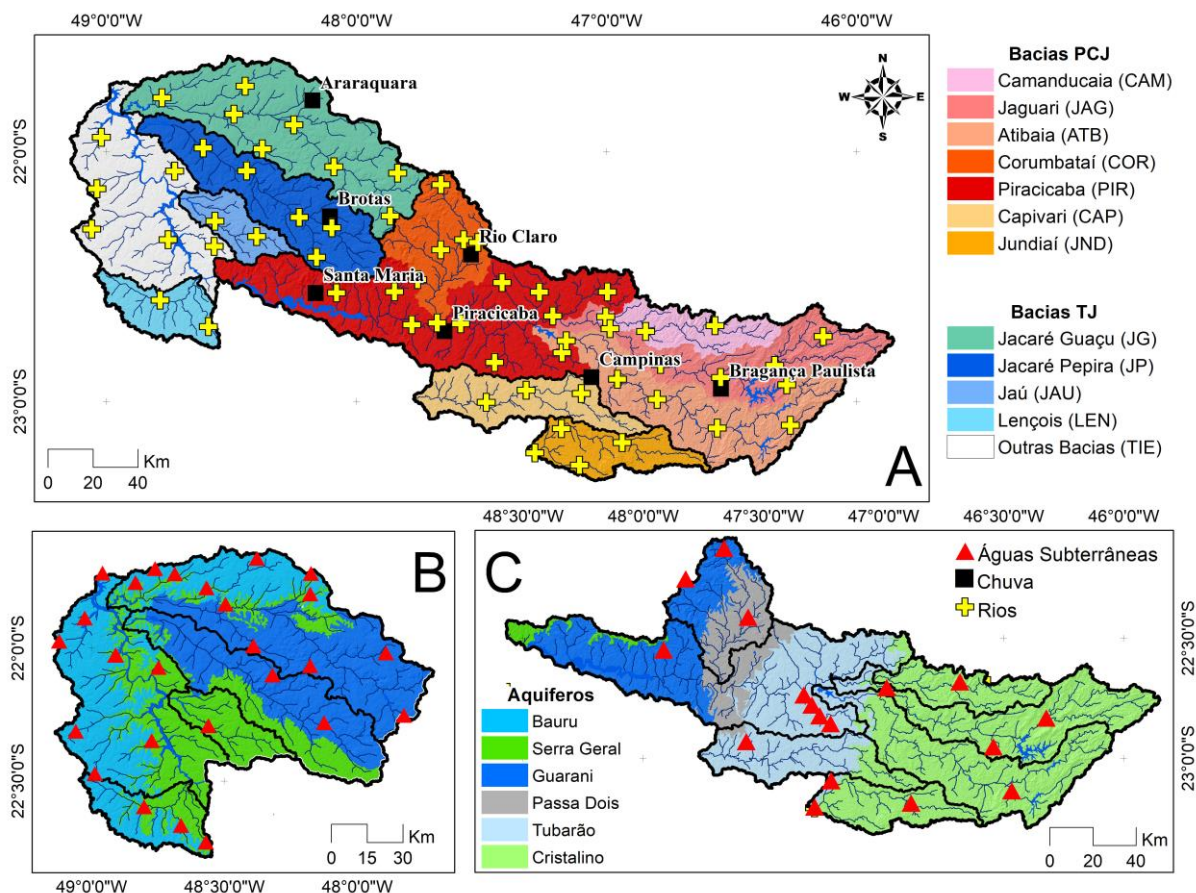 49°0'0"W 48°0'0"W 47°0'0"W 46°0'0"W
22°0'0"S
23°0'0"S
Araraquara
Brotas
Rio Claro
Santa Maria
Piracicaba
Campinas
Bragança Paulista
N
W E
S
Km
0 20 40
A
Bacias PCJ
Camanducaia (CAM)
Jaguari (JAG)
Atibaia (ATB)
Corumbataí (COR)
Piracicaba (PIR)
Capivari (CAP)
Jundiaí (JND)
Bacias TJ
Jacaré Guaçu (JG)
Jacaré Pepira (JP)
Jaú (JAU)
Lençois (LEN)
Outras Bacias (TIE)
B
22°0'0"S
22°30'0"S
Km
0 15 30
49°0'0"W 48°30'0"W 48°0'0"W
48°30'0"W 48°0'0"W 47°30'0"W 47°0'0"W 46°30'0"W 46°0'0"W
C
Águas Subterrâneas
Chuva
Rios
22°30'0"S
23°0'0"S
Aquiferos
Bauru
Serra Geral
Guarani
Passa Dois
Tubarão
Cristalino
Km
0 20 40